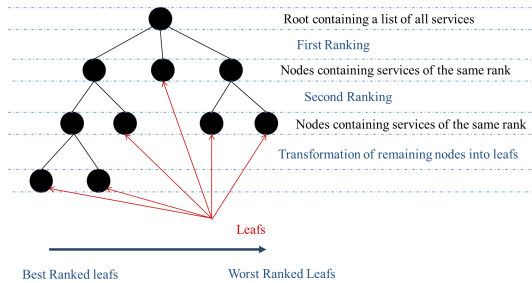 Root containing a list of all services
First Ranking
Nodes containing services of the same rank
Second Ranking
Nodes containing services of the same rank
Transformation of remaining nodes into leafs
Leafs
Best Ranked leafs
Worst Ranked Leafs